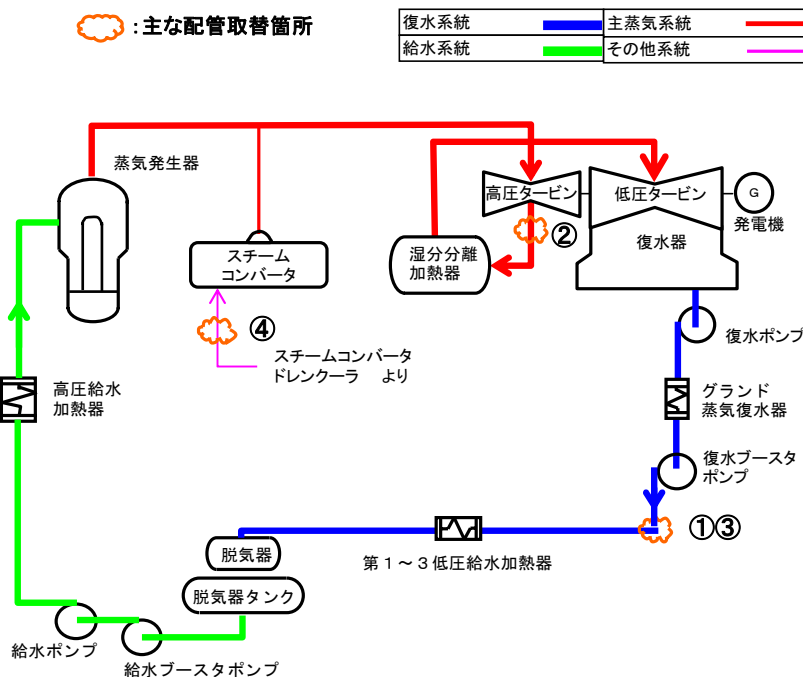 ：主な配管取替箇所
復水系統
主蒸気系統
給水系統
その他系統
蒸気発生器
高圧タービン
低圧タービン
G
発電機
②
スチーム
コンバータ
湿分分離
加熱器
復水器
④
復水ポンプ
スチームコンバータ
ドレンクーラ　より
高圧給水
加熱器
グランド
蒸気復水器
復水ブースタ
ポンプ
①③
脱気器
第１～３低圧給水加熱器
脱気器タンク
給水ポンプ
給水ブースタポンプ